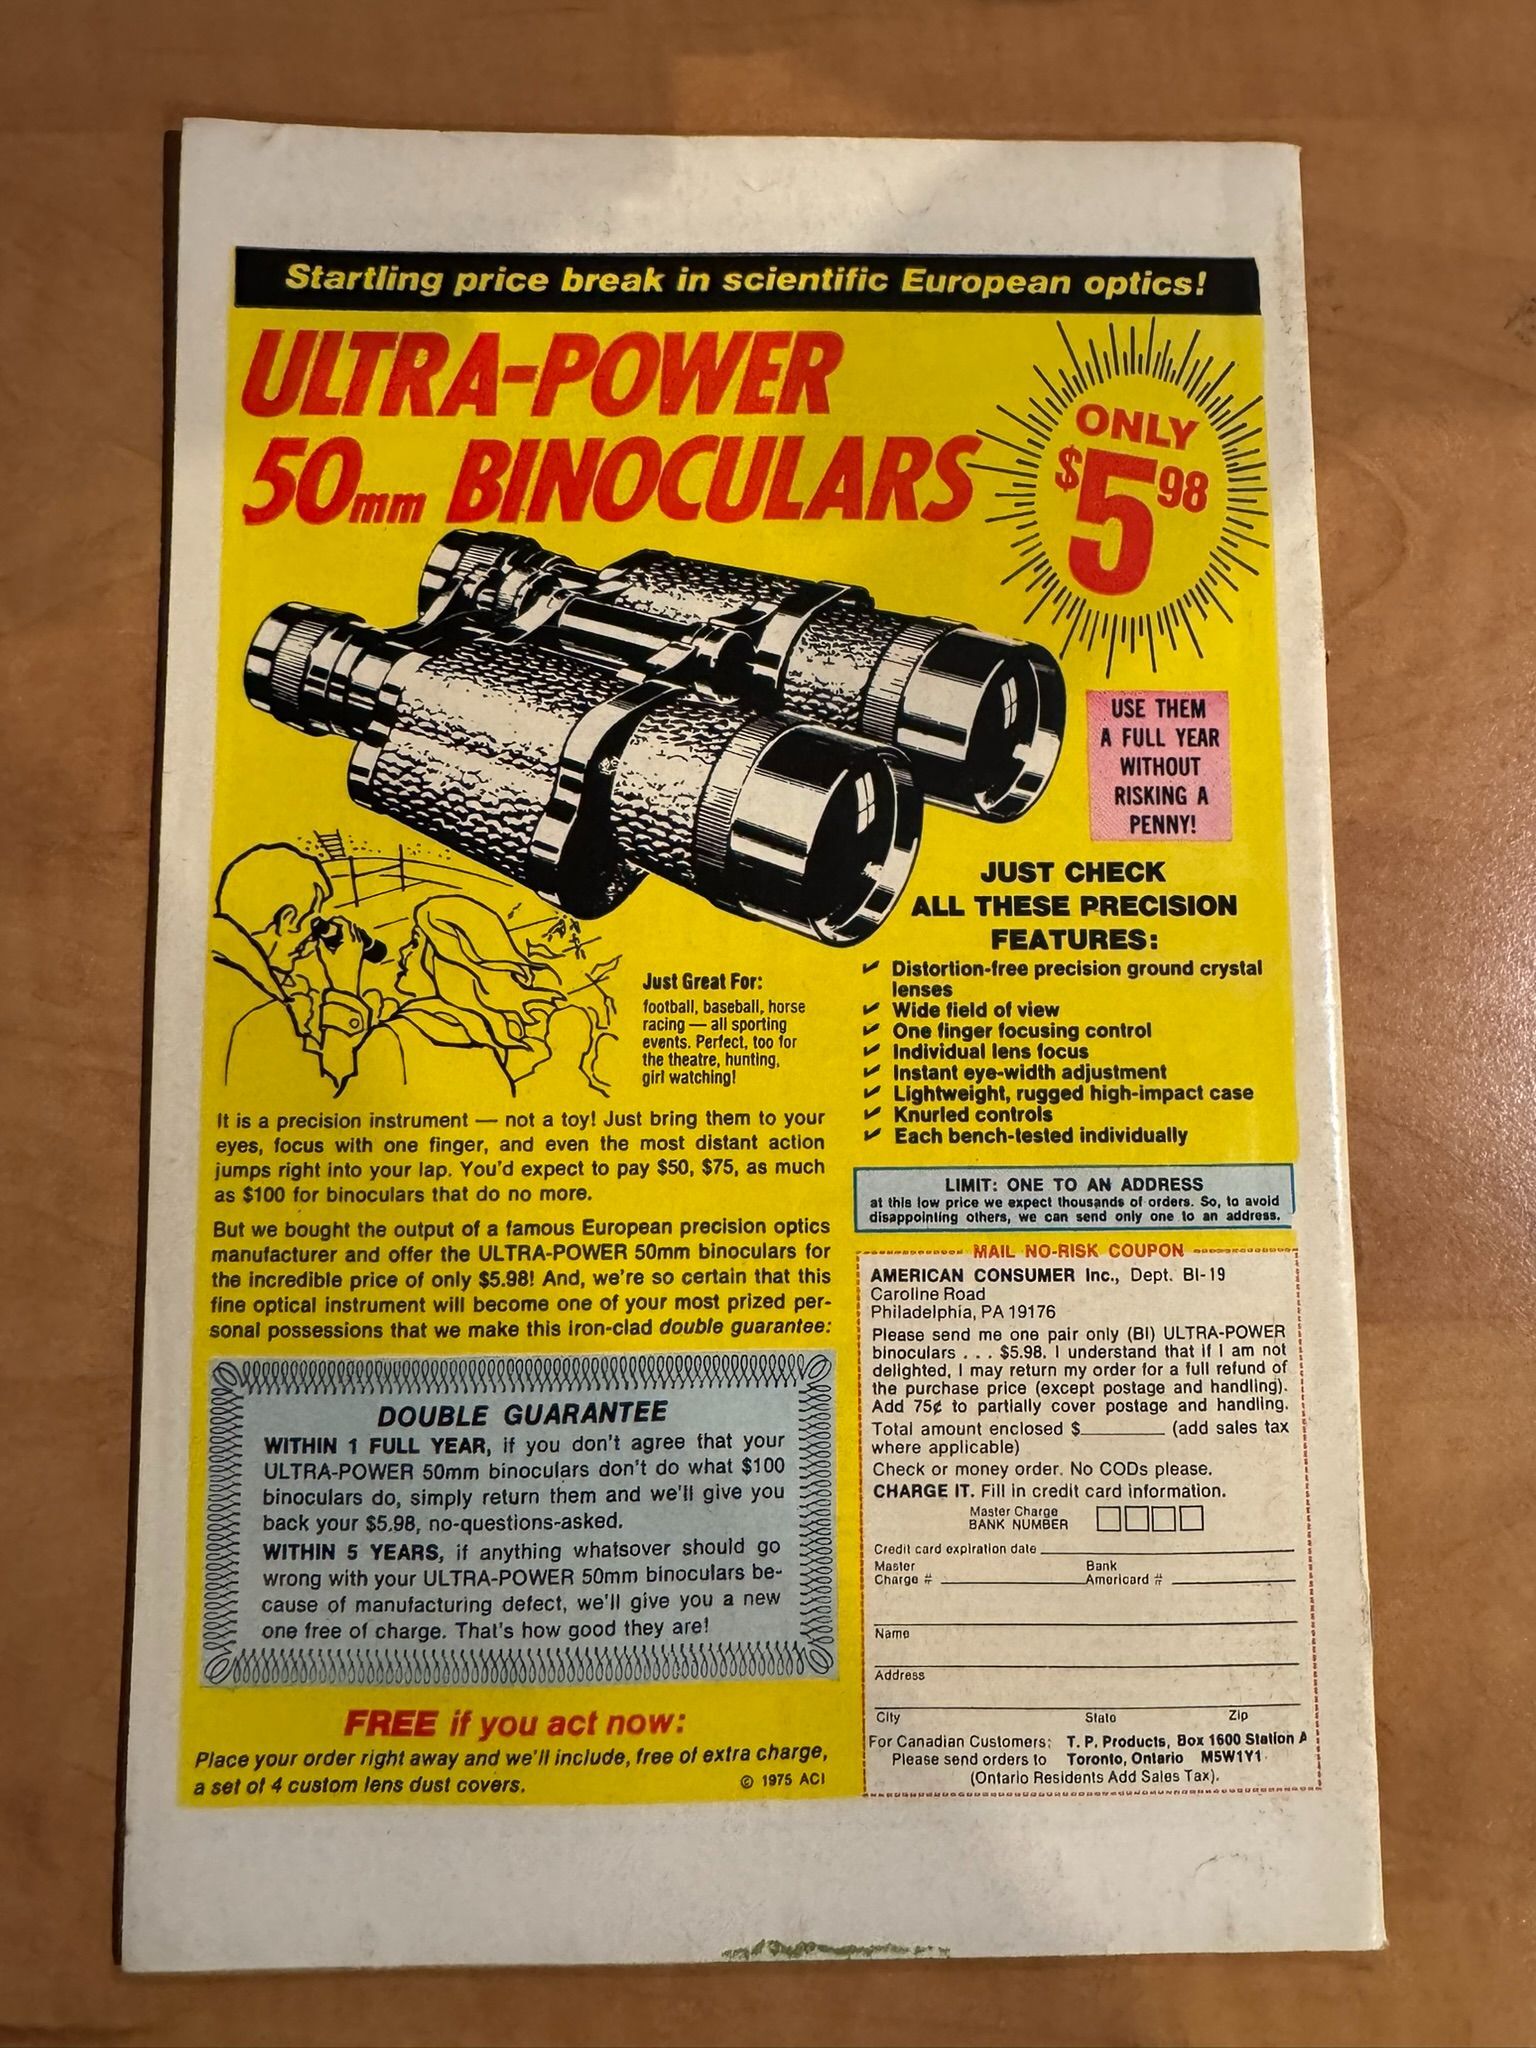 Startling price break in scientific European optics!
ULTRA-POWER
50mm BINOCULARS
ONLY
$5.98
USE THEM
A FULL YEAR
WITHOUT
RISKING A
PENNY!
JUST CHECK
ALL THESE PRECISION
FEATURES:
✔ Distortion-free precision ground crystal
lenses
✔ Wide field of view
✔ One finger focusing control
✔ Individual lens focus
✔ Instant eye-width adjustment
✔ Lightweight, rugged high-impact case
✔ Knurled controls
✔ Each bench-tested individually
Just Great For:
football, baseball, horse
racing — all sporting
events. Perfect, too for
the theatre, hunting,
girl watching!
It is a precision instrument — not a toy! Just bring them to your
eyes, focus with one finger, and even the most distant action
jumps right into your lap. You'd expect to pay $50, $75, as much
as $100 for binoculars that do no more.
But we bought the output of a famous European precision optics
manufacturer and offer the ULTRA-POWER 50mm binoculars for
the incredible price of only $5.98! And, we're so certain that this
fine optical instrument will become one of your most prized per-
sonal possessions that we make this iron-clad double guarantee:
DOUBLE GUARANTEE
WITHIN 1 FULL YEAR, if you don't agree that your
ULTRA-POWER 50mm binoculars don't do what $100
binoculars do, simply return them and we'll give you
back your $5.98, no-questions-asked.
WITHIN 5 YEARS, if anything whatsover should go
wrong with your ULTRA-POWER 50mm binoculars be-
cause of manufacturing defect, we'll give you a new
one free of charge. That's how good they are!
FREE if you act now:
Place your order right away and we'll include, free of extra charge,
a set of 4 custom lens dust covers.
© 1975 ACI
LIMIT: ONE TO AN ADDRESS
at this low price we expect thousands of orders. So, to avoid
disappointing others, we can send only one to an address.
MAIL NO-RISK COUPON
AMERICAN CONSUMER Inc., Dept. BI-19
Caroline Road
Philadelphia, PA 19176
Please send me one pair only (BI) ULTRA-POWER
binoculars . . . $5.98. I understand that if I am not
delighted, I may return my order for a full refund of
the purchase price (except postage and handling).
Add 75¢ to partially cover postage and handling.
Total amount enclosed $________ (add sales tax
where applicable)
Check or money order. No CODs please.
CHARGE IT. Fill in credit card information.
Master Charge
BANK NUMBER
Credit card expiration date
Master Bank
Charge # Americard #
Name
Address
City State Zip
For Canadian Customers: T. P. Products, Box 1600 Station A
Please send orders to Toronto, Ontario M5W1Y1
(Ontario Residents Add Sales Tax).